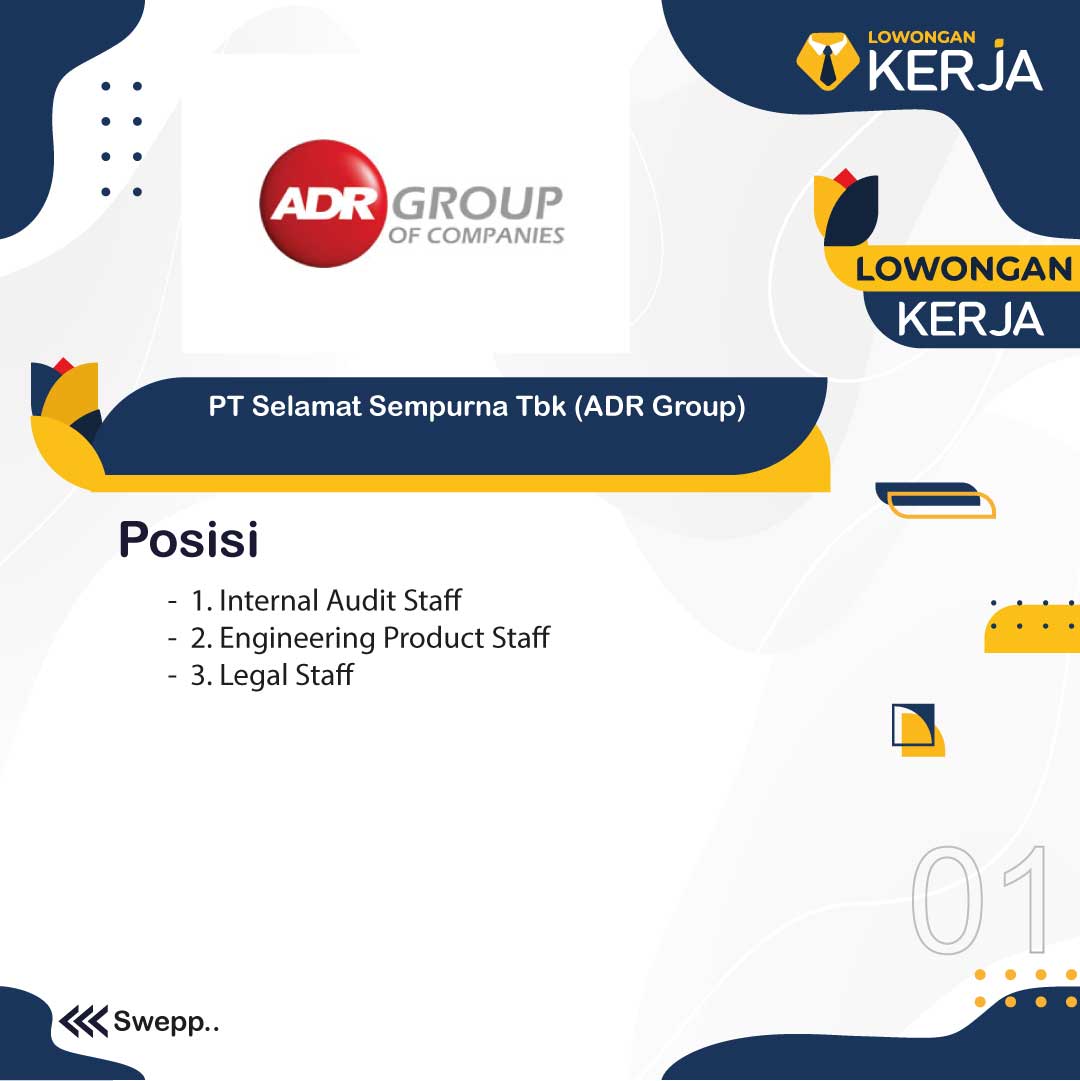 LOWONGAN
KERJA
ADR GROUP
OF COMPANIES
LOWONGAN
KERJA
PT Selamat Sempurna Tbk (ADR Group)
Posisi
- 1. Internal Audit Staff
- 2. Engineering Product Staff
- 3. Legal Staff
01
Swepp..